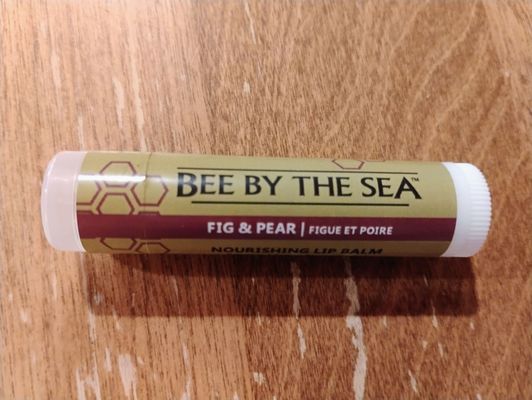 BEE BY THE SEA™
FIG & PEAR | FIGUE ET POIRE
NOURISHING LIP BALM